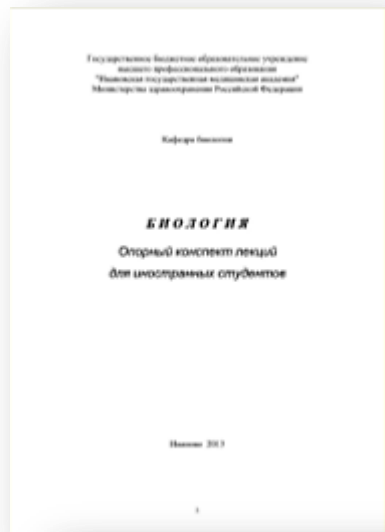 Государственное бюджетное образовательное учреждение
высшего профессионального образования
"Ивановская государственная медицинская академия"
Министерства здравоохранения Российской Федерации
Кафедра биологии
БИОЛОГИЯ
Опорный конспект лекций
для иностранных студентов
Иваново 2013